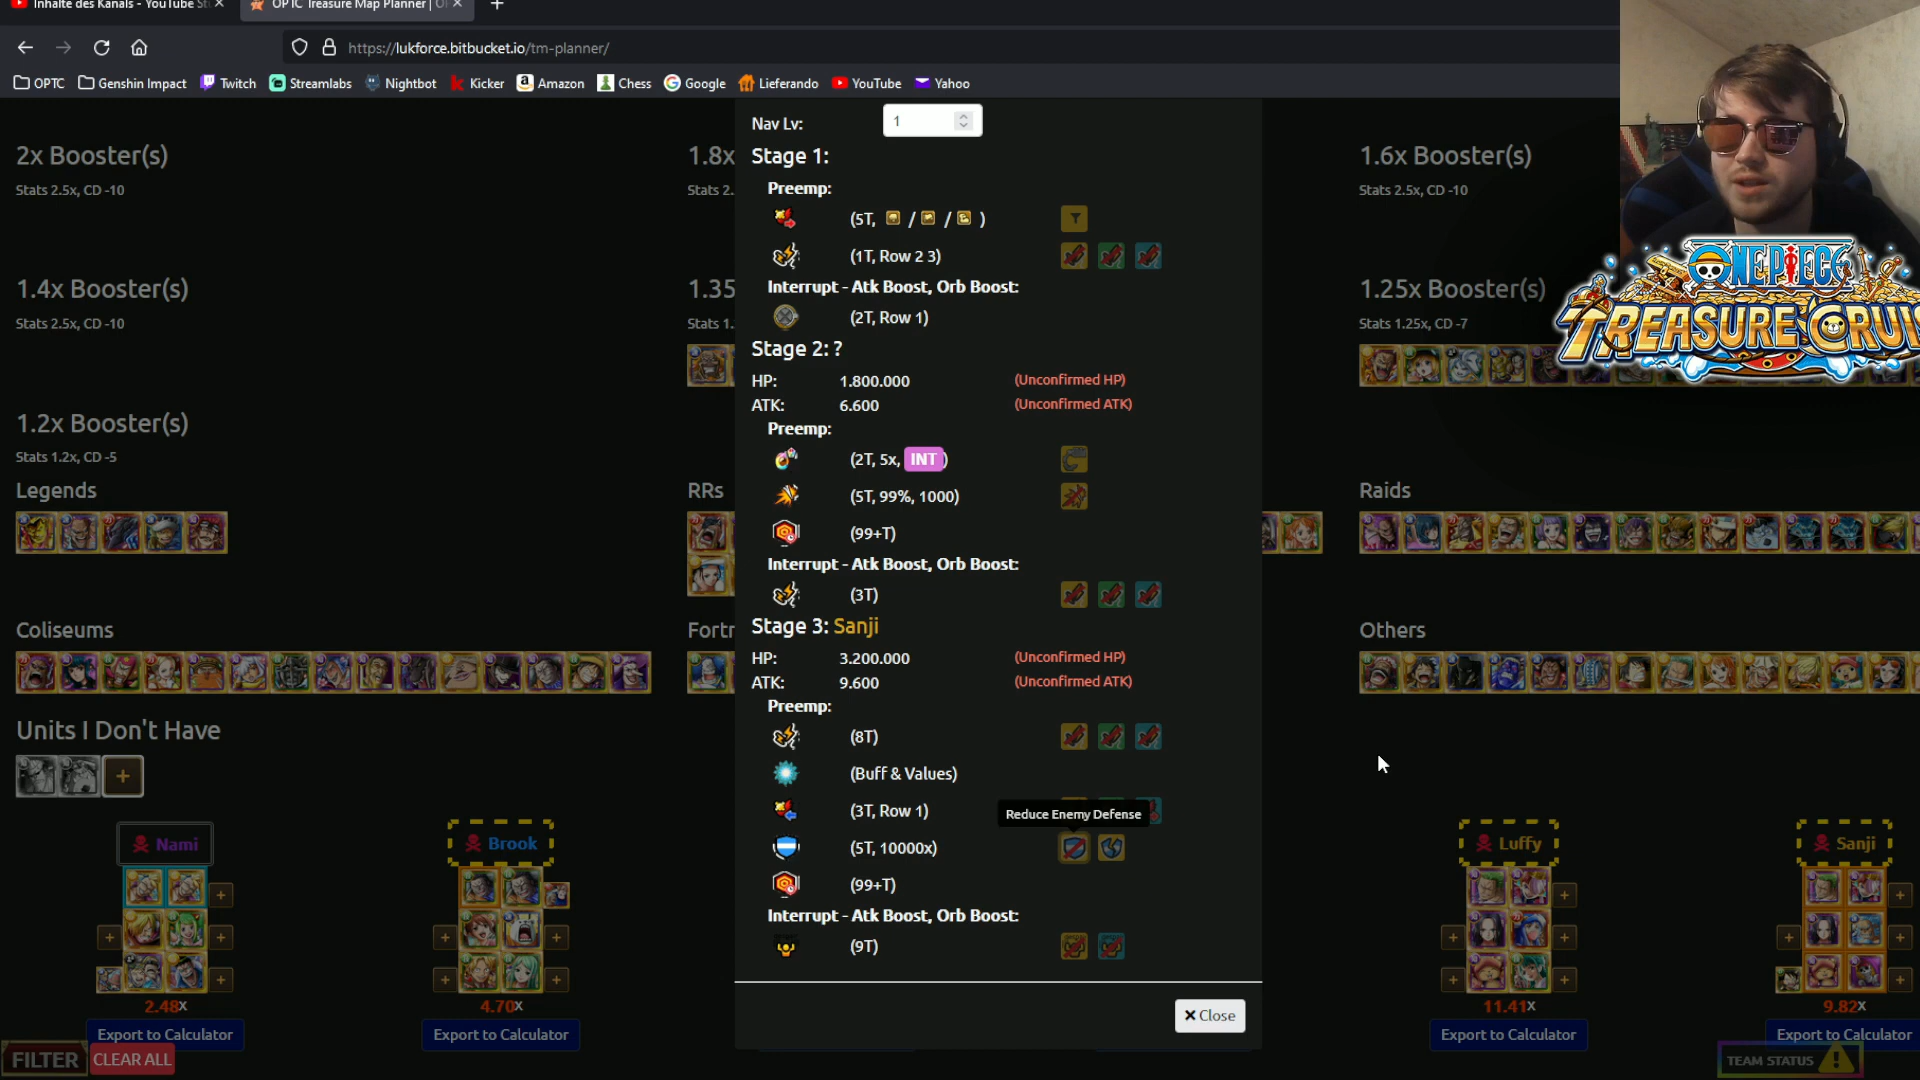 Inhalte des Kanals - YouTube St
OPTC Treasure Map Planner | O
https://lukforce.bitbucket.io/tm-planner/
OPTC
Genshin Impact
Twitch
Streamlabs
Nightbot
Kicker
Amazon
Chess
Google
Lieferando
YouTube
Yahoo
Nav Lv:
1
2x Booster(s)
Stats 2.5x, CD -10
1.8x
Stats 2.
1.6x Booster(s)
Stats 2.5x, CD -10
1.4x Booster(s)
Stats 2.5x, CD -10
1.35
Stats 1.
1.25x Booster(s)
Stats 1.25x, CD -7
1.2x Booster(s)
Stats 1.2x, CD -5
Legends
RRs
Raids
Coliseums
Fortr
Others
Units I Don't Have
Stage 1:
Preemp:
(5T, / / )
(1T, Row 2 3)
Interrupt - Atk Boost, Orb Boost:
(2T, Row 1)
Stage 2: ?
HP: 1.800.000 (Unconfirmed HP)
ATK: 6.600 (Unconfirmed ATK)
Preemp:
(2T, 5x, INT)
(5T, 99%, 1000)
(99+T)
Interrupt - Atk Boost, Orb Boost:
(3T)
Stage 3: Sanji
HP: 3.200.000 (Unconfirmed HP)
ATK: 9.600 (Unconfirmed ATK)
Preemp:
(8T)
(Buff & Values)
(3T, Row 1)
Reduce Enemy Defense
(5T, 10000x)
(99+T)
Interrupt - Atk Boost, Orb Boost:
(9T)
Close
Nami
2.48x
Export to Calculator
Brook
4.70x
Export to Calculator
Luffy
11.41x
Export to Calculator
Sanji
9.82x
Export to Calculator
FILTER
CLEAR ALL
TEAM STATUS
ONE PIECE
TREASURE CRUIS